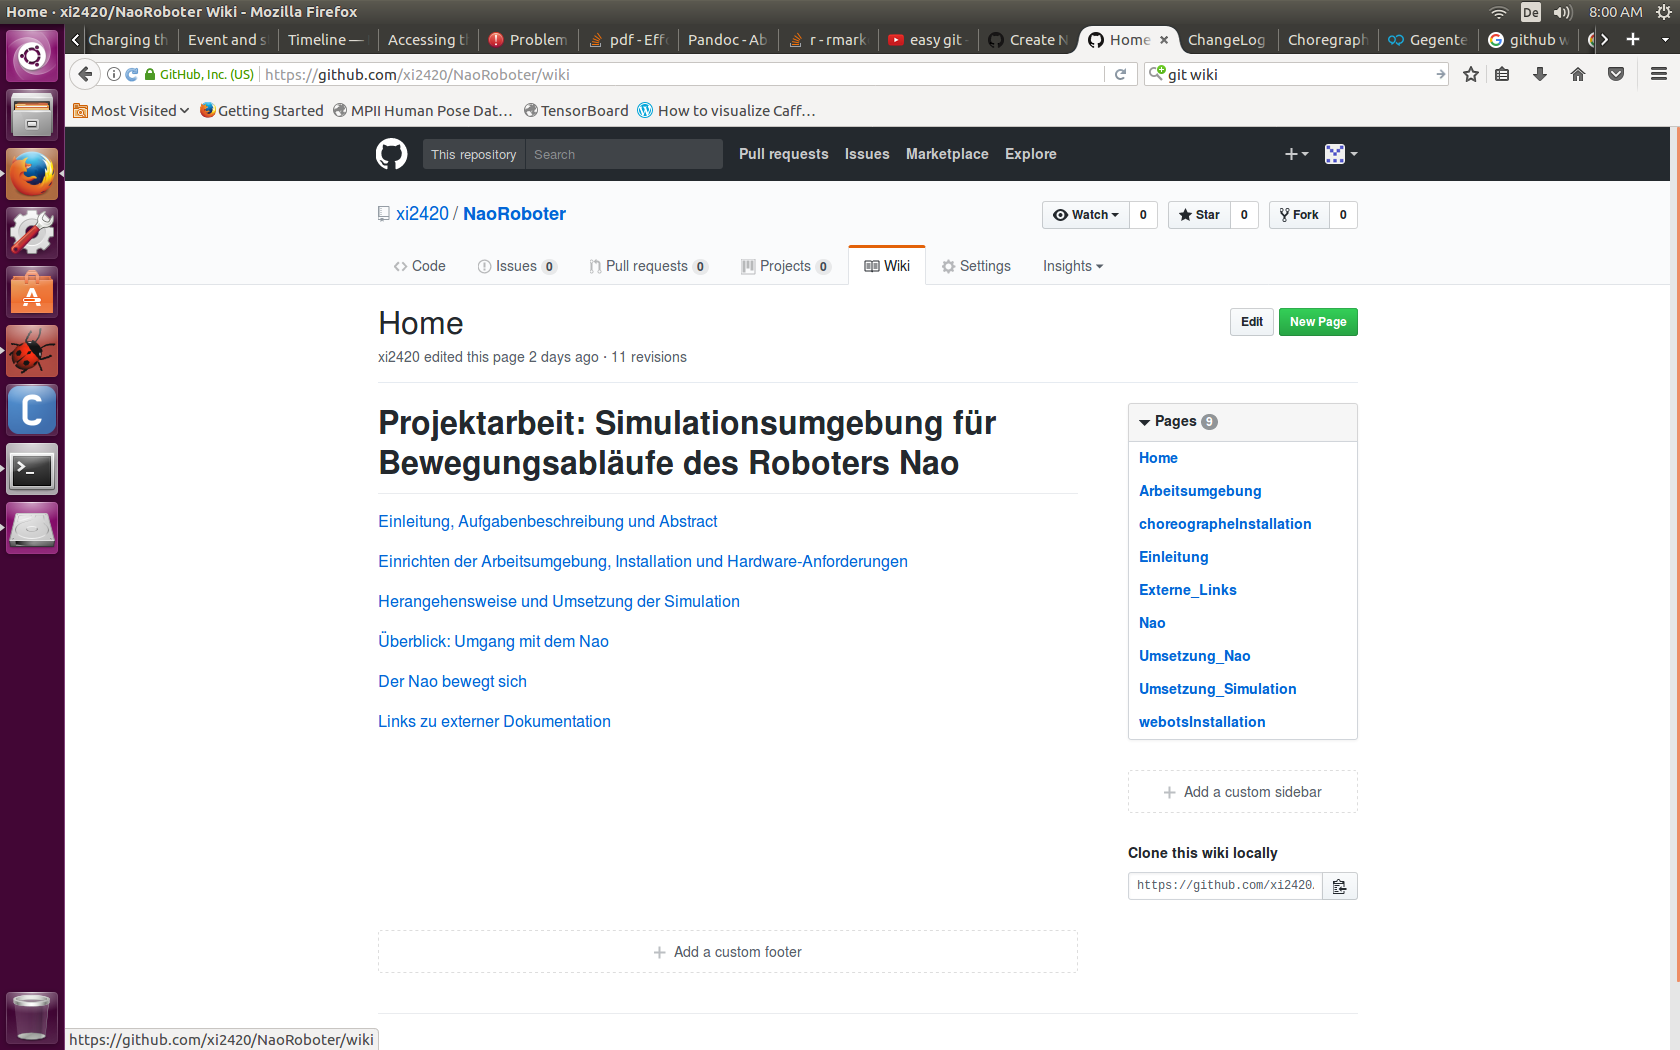 Home · xi2420/NaoRoboter Wiki - Mozilla Firefox
De 8:00 AM
Charging th Event and s Timeline — Accessing t Problem pdf - Effe Pandoc - Ab r - rmark easy git - Create N Home × ChangeLog Choregraph Gegente github w
GitHub, Inc. (US) https://github.com/xi2420/NaoRoboter/wiki git wiki
Most Visited Getting Started MPII Human Pose Dat... TensorBoard How to visualize Caff...
This repository Search Pull requests Issues Marketplace Explore
xi2420 / NaoRoboter Watch 0 Star 0 Fork 0
Code Issues 0 Pull requests 0 Projects 0 Wiki Settings Insights
Home Edit New Page
xi2420 edited this page 2 days ago · 11 revisions
Projektarbeit: Simulationsumgebung für
Bewegungsabläufe des Roboters Nao
Einleitung, Aufgabenbeschreibung und Abstract
Einrichten der Arbeitsumgebung, Installation und Hardware-Anforderungen
Herangehensweise und Umsetzung der Simulation
Überblick: Umgang mit dem Nao
Der Nao bewegt sich
Links zu externer Dokumentation
Pages 9
Home
Arbeitsumgebung
choreographeInstallation
Einleitung
Externe_Links
Nao
Umsetzung_Nao
Umsetzung_Simulation
webotsInstallation
+ Add a custom sidebar
Clone this wiki locally
https://github.com/xi2420.
+ Add a custom footer
https://github.com/xi2420/NaoRoboter/wiki